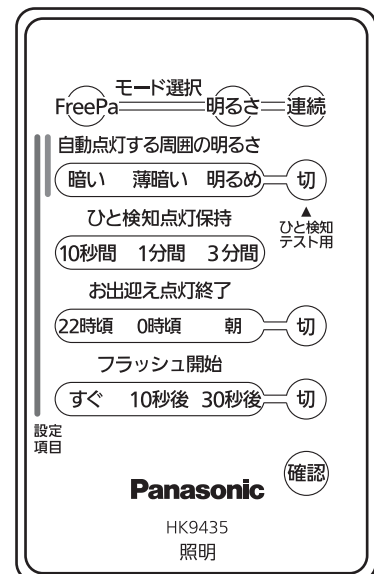 モード選択
FreePa 明るさ 連続
自動点灯する周囲の明るさ
暗い 薄暗い 明るめ 切
▲
ひと検知
テスト用
ひと検知点灯保持
10秒間 1分間 3分間
お出迎え点灯終了
22時頃 0時頃 朝 切
フラッシュ開始
すぐ 10秒後 30秒後 切
設定
項目
確認
Panasonic
HK9435
照明